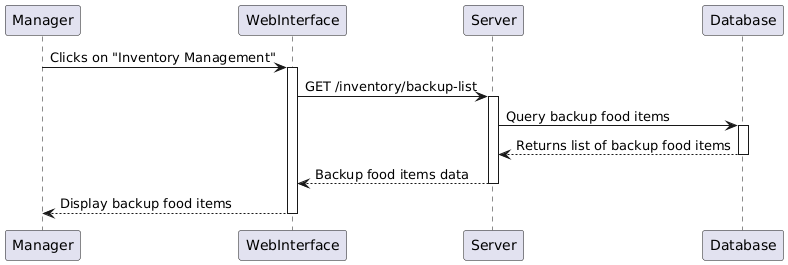 Manager WebInterface Server Database
Clicks on "Inventory Management"
GET /inventory/backup-list
Query backup food items
Returns list of backup food items
Backup food items data
Display backup food items
Manager WebInterface Server Database